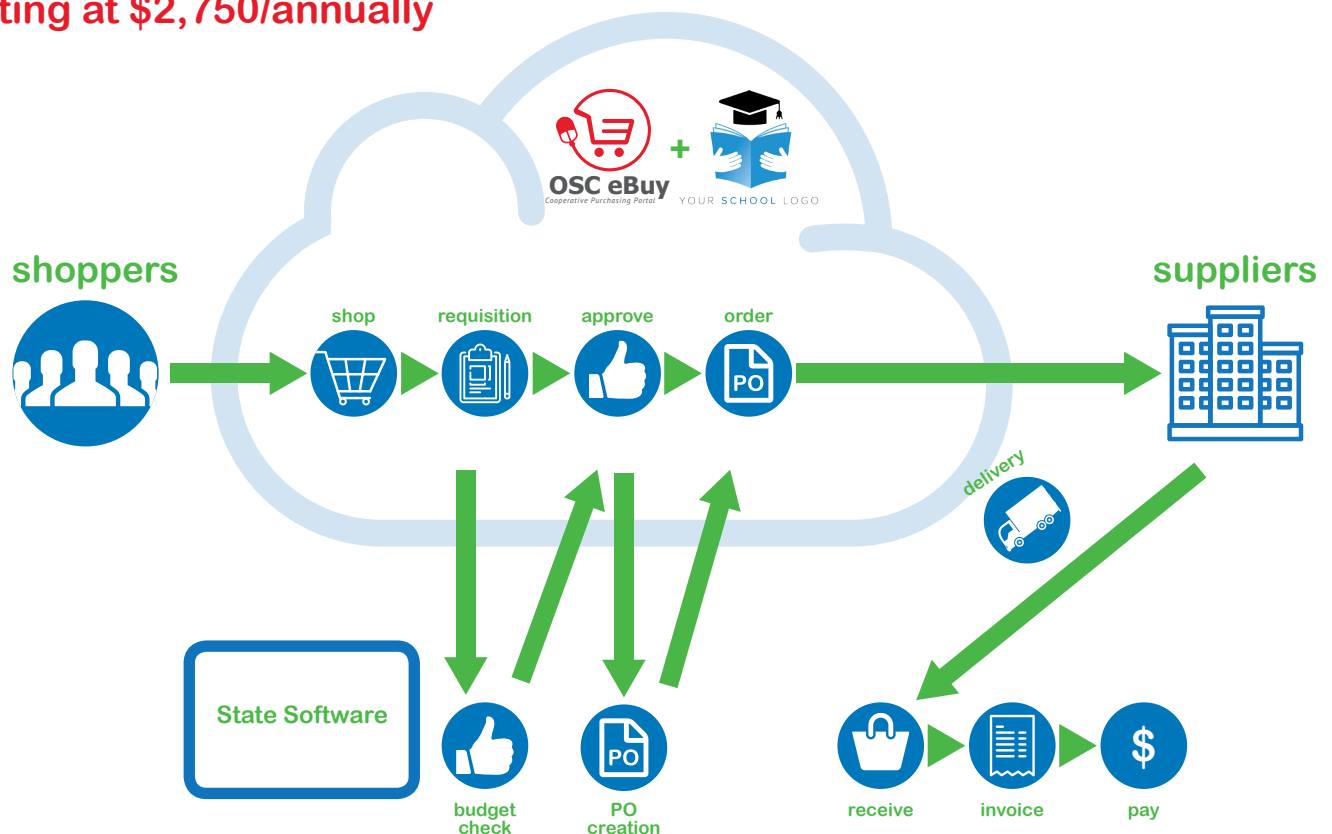 at $2,750/annually
OSC eBuy
Cooperative Purchasing Portal
+
YOUR SCHOOL LOGO
shoppers
suppliers
shop
requisition
approve
order
PO
delivery
State Software
PO
$
budget
check
PO
creation
receive
invoice
pay